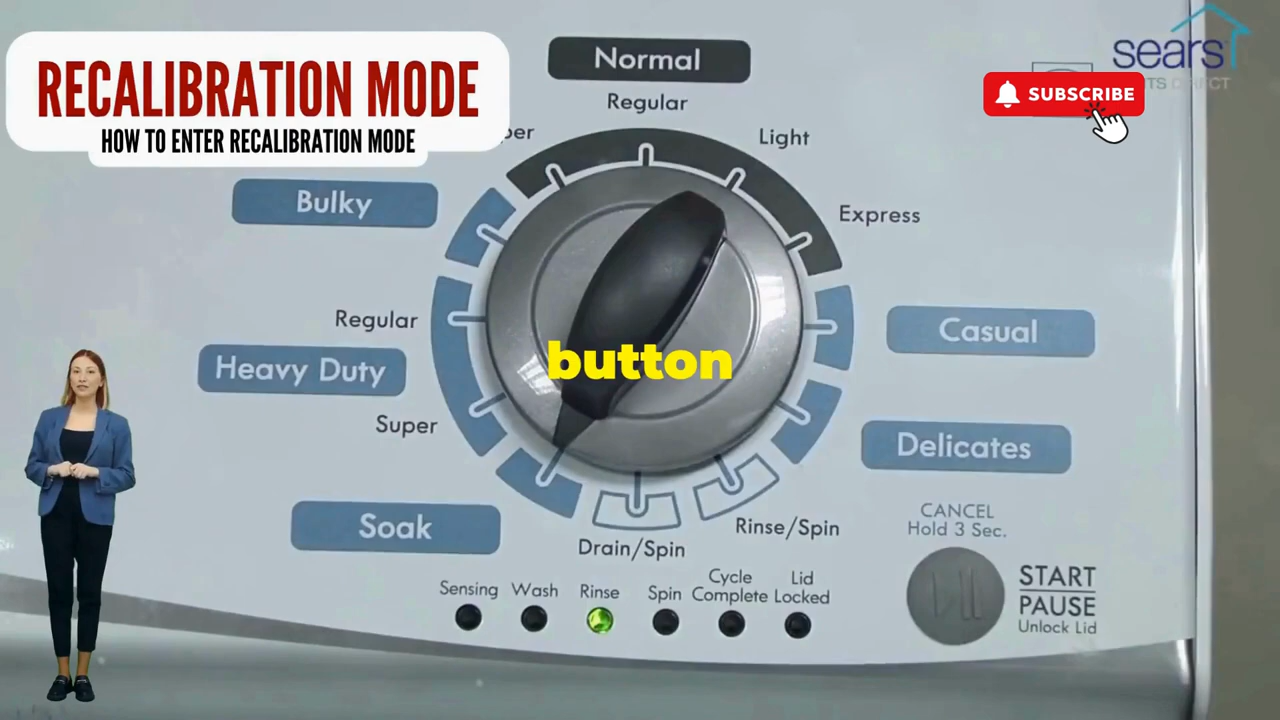 RECALIBRATION MODE
HOW TO ENTER RECALIBRATION MODE
sears
SUBSCRIBE
Normal
Regular
Light
Express
Bulky
Regular
Heavy Duty
Super
Soak
button
Casual
Delicates
Rinse/Spin
Drain/Spin
CANCEL
Hold 3 Sec.
START
PAUSE
Unlock Lid
Sensing
Wash
Rinse
Spin
Cycle
Complete
Lid
Locked